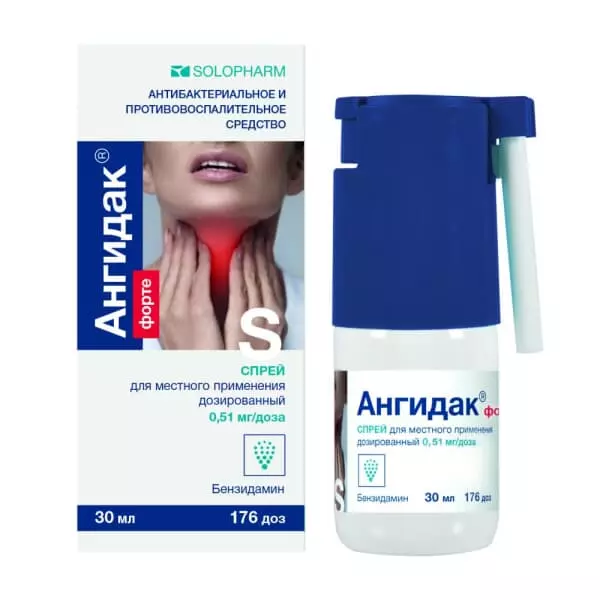 SOLOPHARM
АНТИБАКТЕРИАЛЬНОЕ И
ПРОТИВОВОСПАЛИТЕЛЬНОЕ
СРЕДСТВО
Ангидак®
форте
S
СПРЕЙ
для местного применения
дозированный
0,51 мг/доза
Бензидамин
30 мл 176 доз
Ангидак® фо
СПРЕЙ для местного применения
дозированный 0,51 мг/доза
S
Бензидамин 30 мл 176 доз